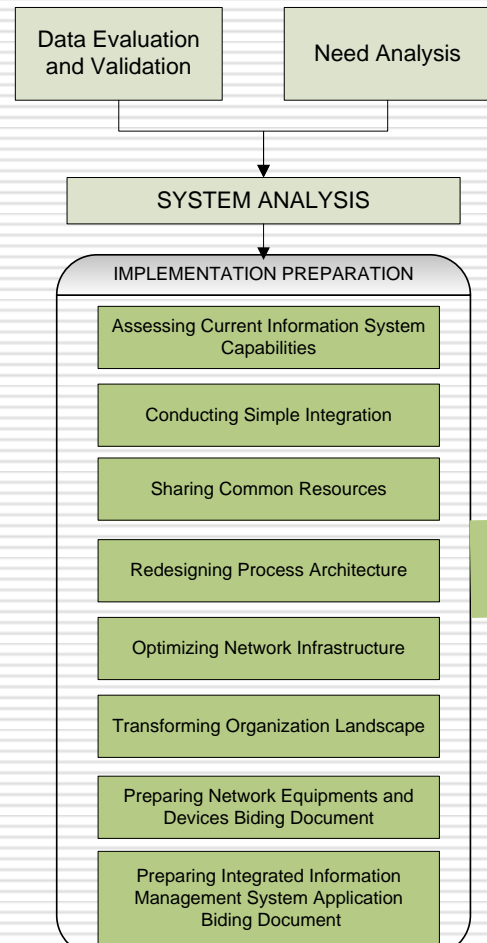 Data Evaluation
and Validation
Need Analysis
SYSTEM ANALYSIS
IMPLEMENTATION PREPARATION
Assessing Current Information System
Capabilities
Conducting Simple Integration
Sharing Common Resources
Redesigning Process Architecture
Optimizing Network Infrastructure
Transforming Organization Landscape
Preparing Network Equipments and
Devices Biding Document
Preparing Integrated Information
Management System Application
Biding Document